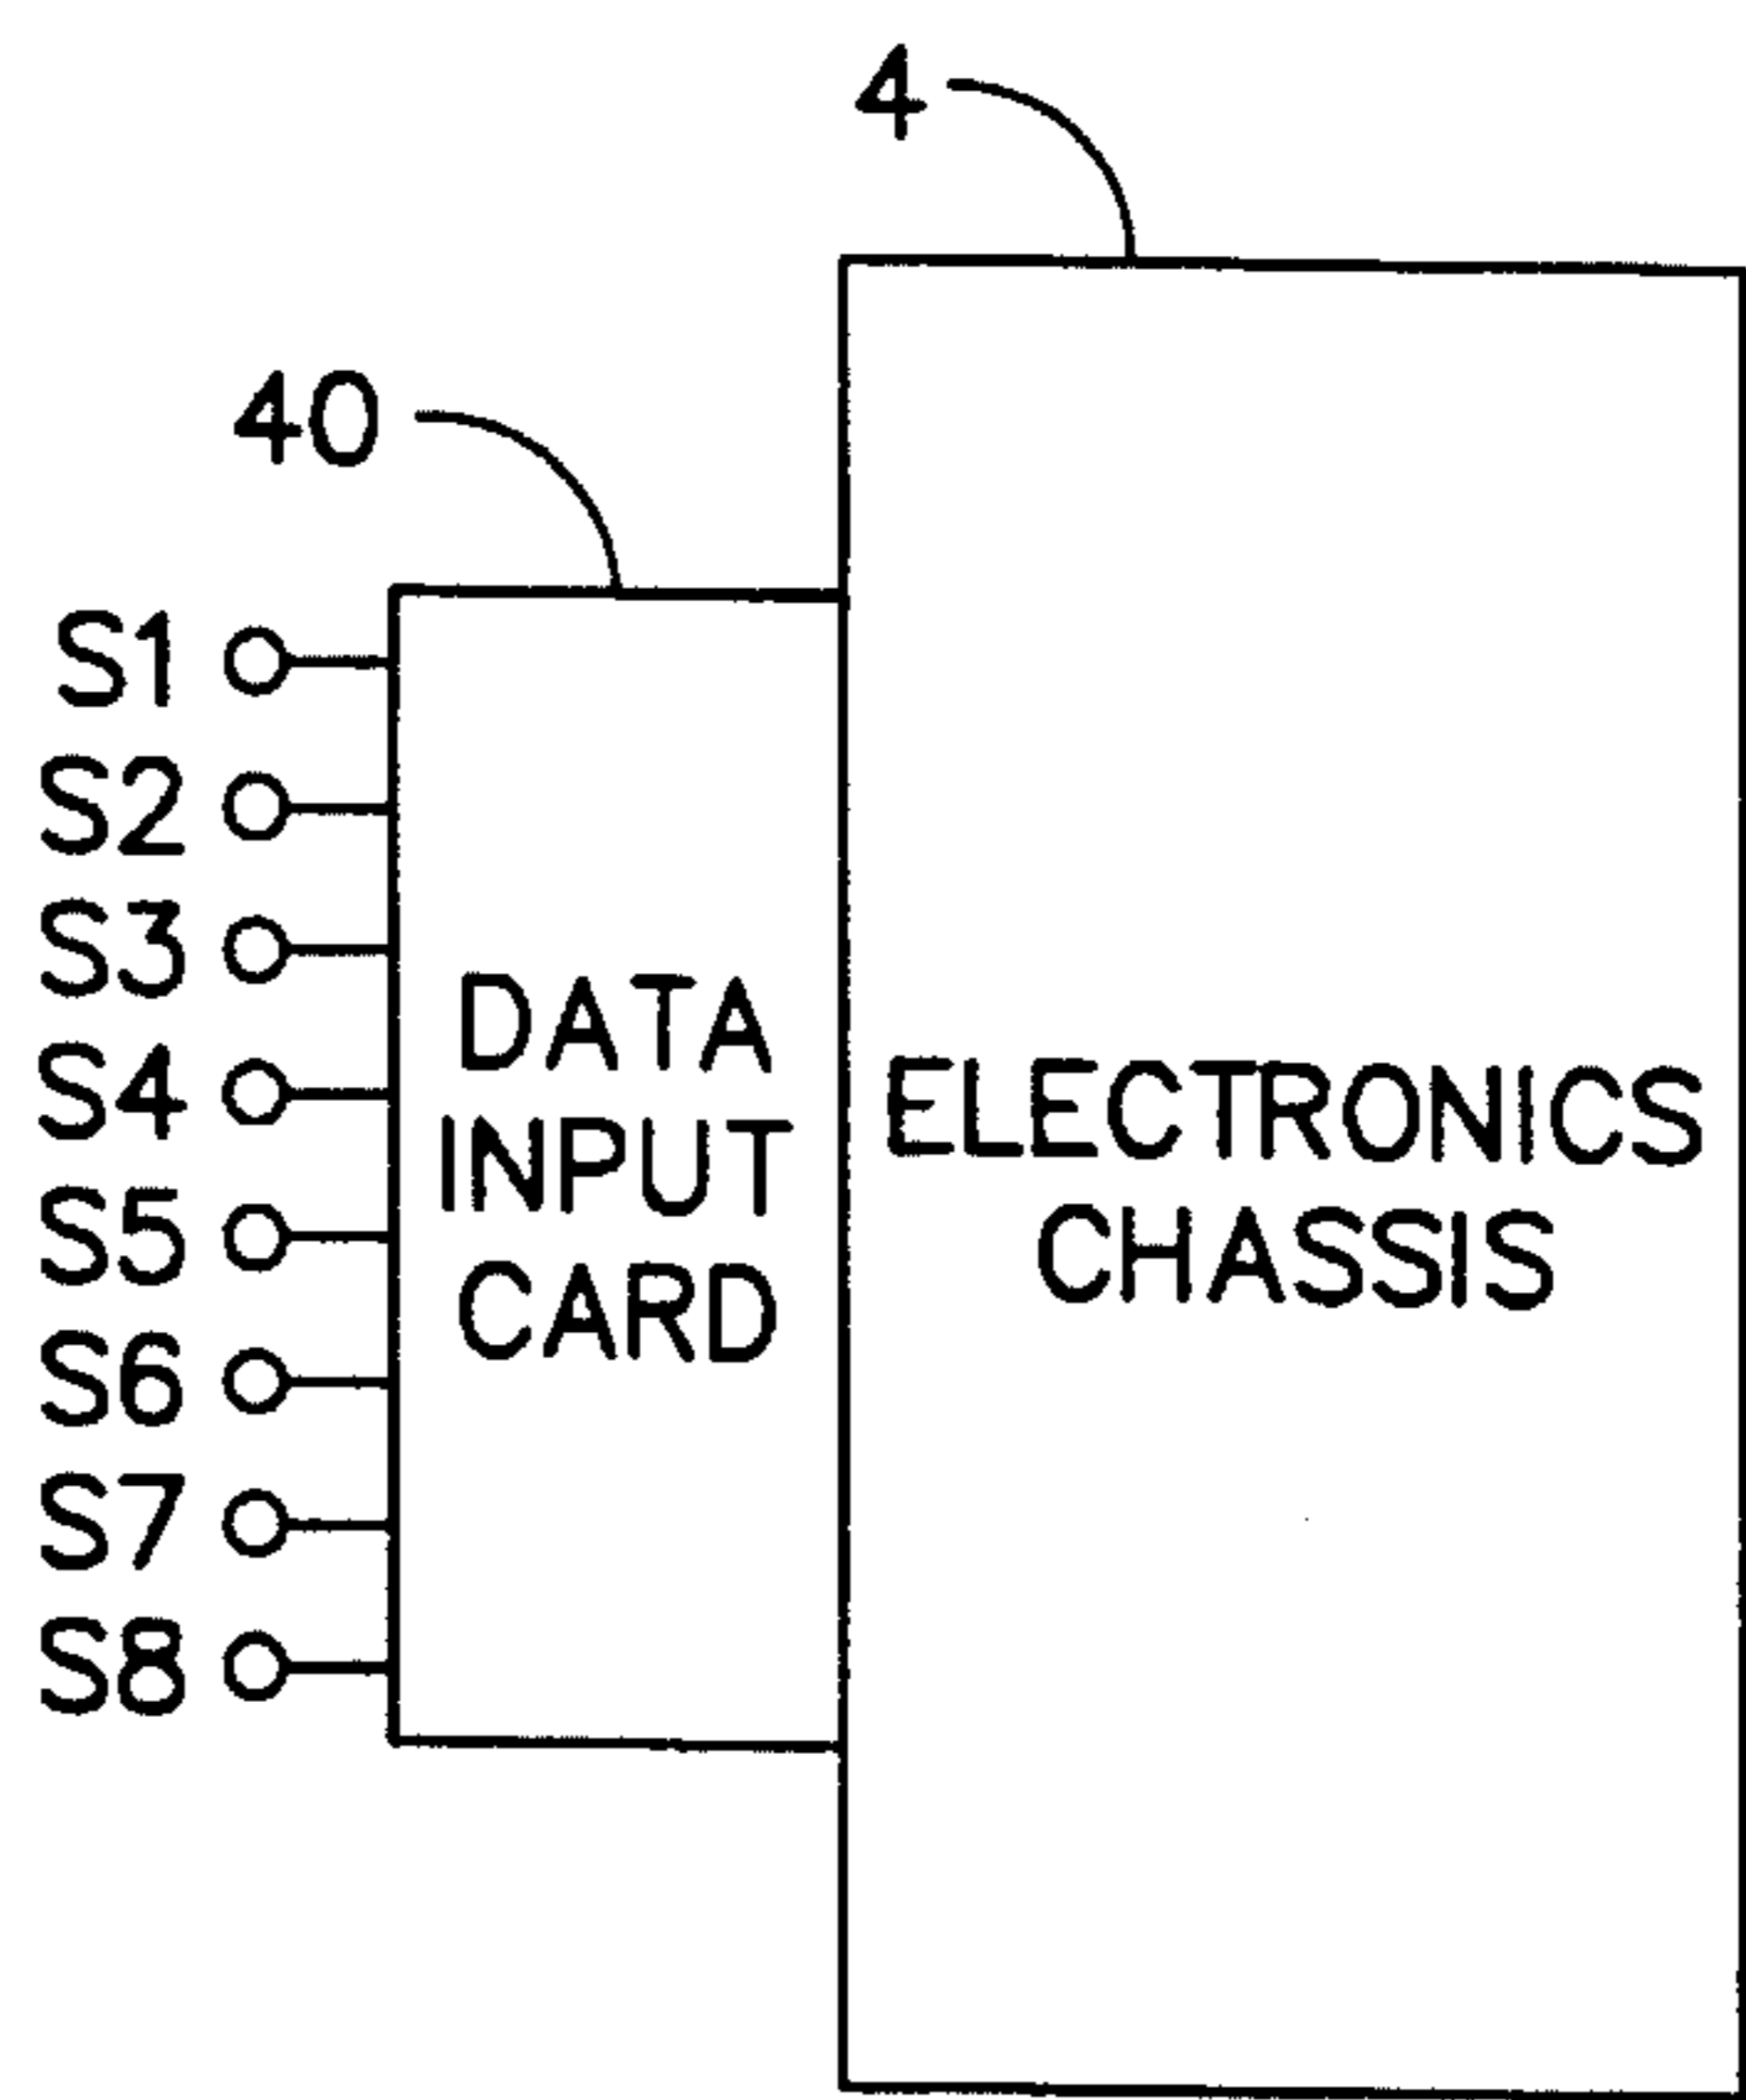 4
40
S1
S2
S3
S4
S5
S6
S7
S8
DATA
INPUT
CARD
ELECTRONICS
CHASSIS